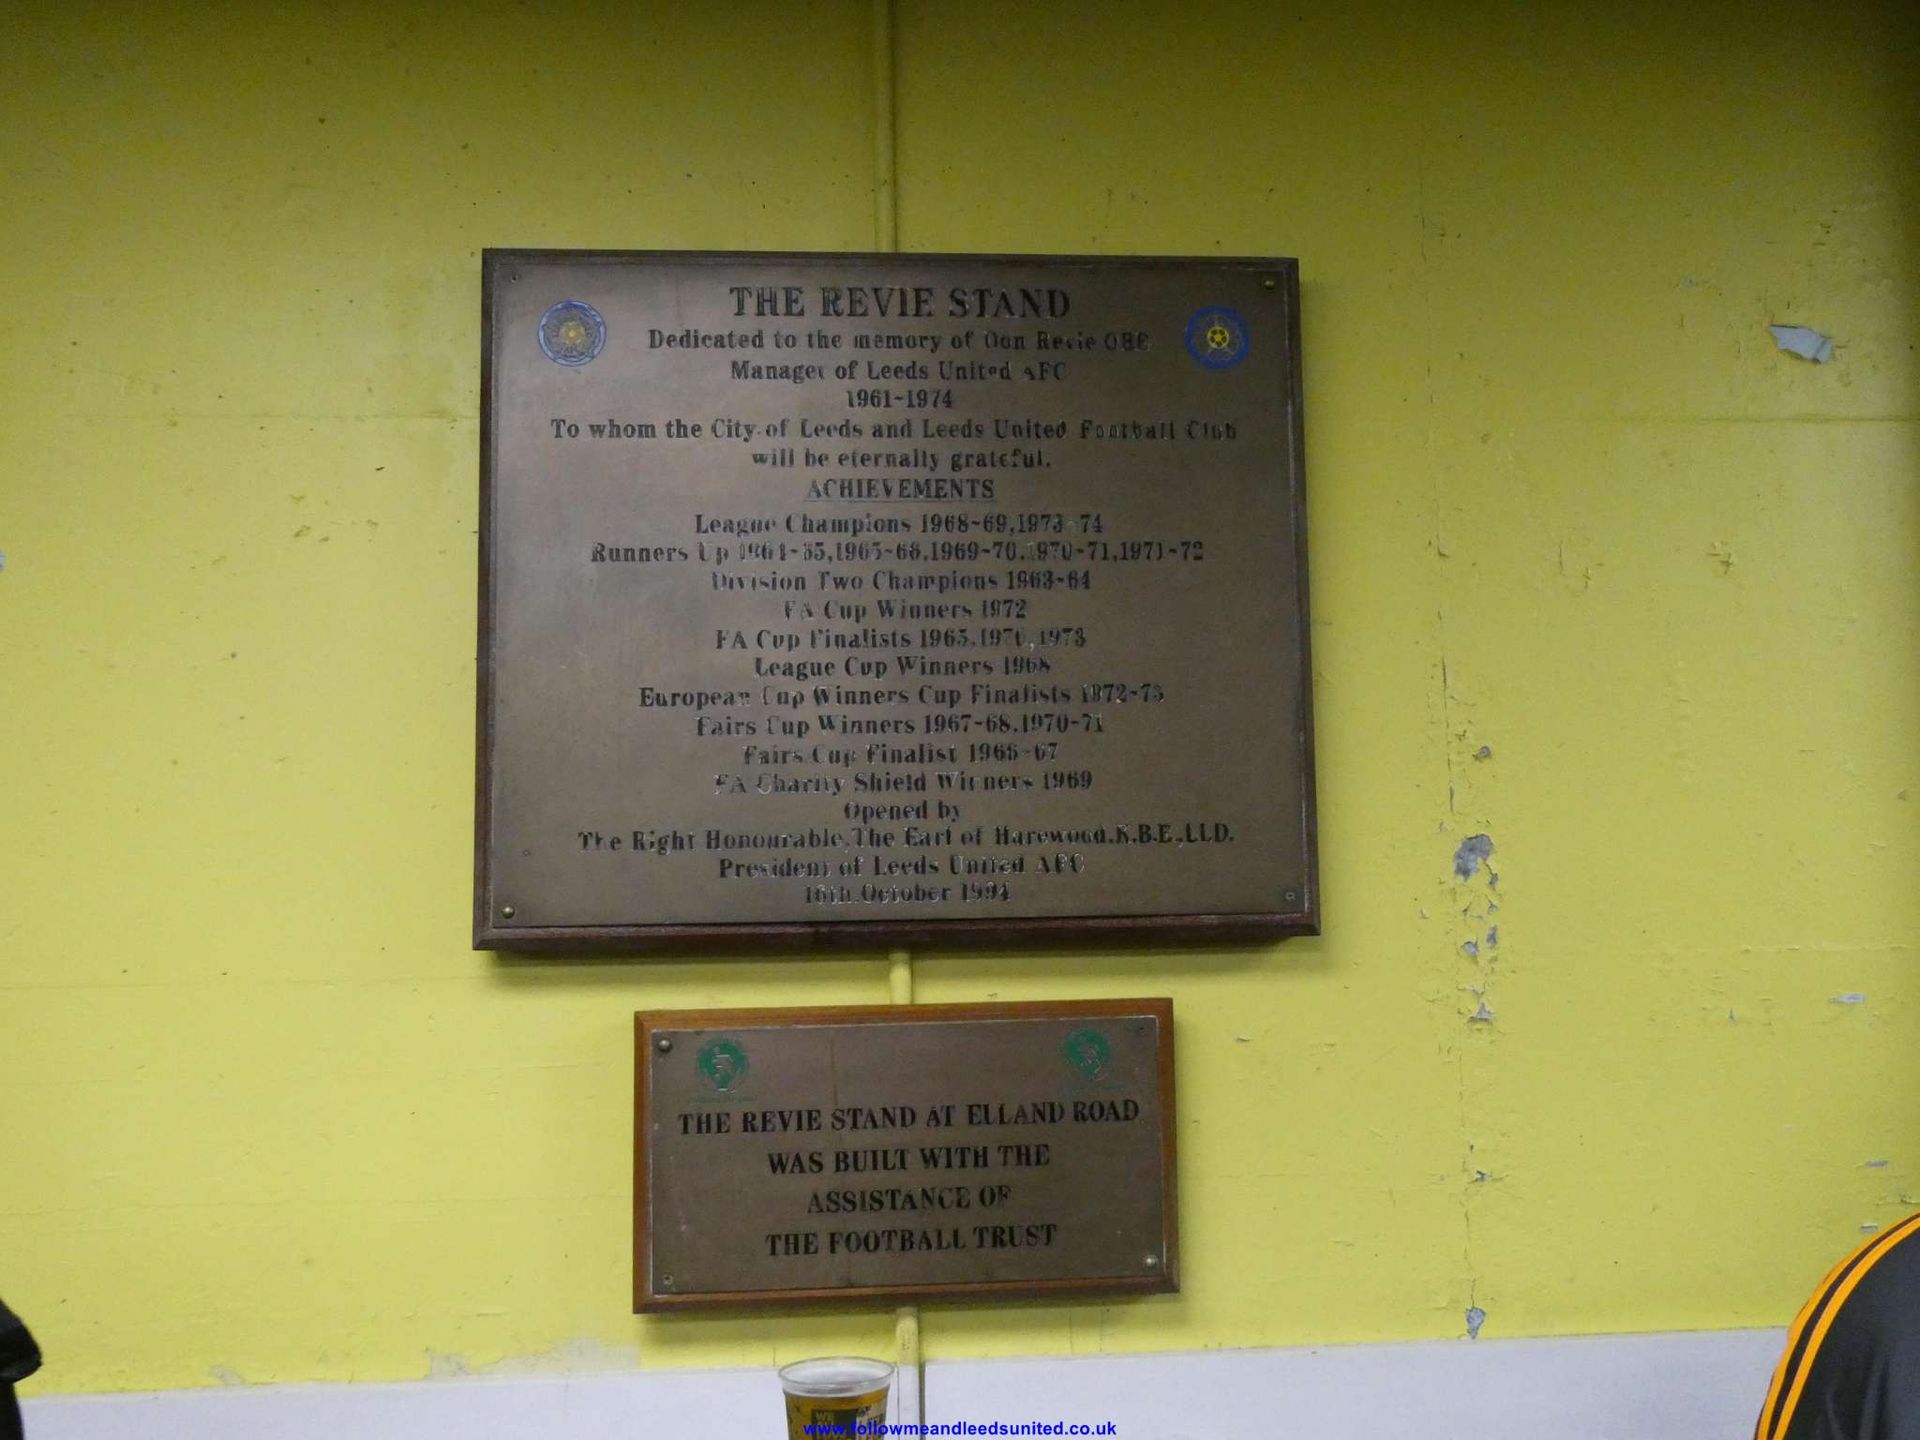 THE REVIE STAND
Dedicated to the memory of Don Revie OBE
Manager of Leeds United AFC
1961-1974
To whom the City of Leeds and Leeds United Football Club
will be eternally grateful.
ACHIEVEMENTS
League Champions 1968-69,1973-74
Runners Up 1964-65,1965-66,1969-70,1970-71,1971-72
Division Two Champions 1963-64
FA Cup Winners 1972
FA Cup Finalists 1965,1970,1973
League Cup Winners 1968
European Cup Winners Cup Finalists 1972-73
Fairs Cup Winners 1967-68,1970-71
Fairs Cup Finalist 1966-67
FA Charity Shield Winners 1969
Opened by
The Right Honourable,The Earl of Harewood.K.B.E.,LLD.
President of Leeds United AFC
16th.October 1994
THE REVIE STAND AT ELLAND ROAD
WAS BUILT WITH THE
ASSISTANCE OF
THE FOOTBALL TRUST
WE
www.followmeandleedsunited.co.uk